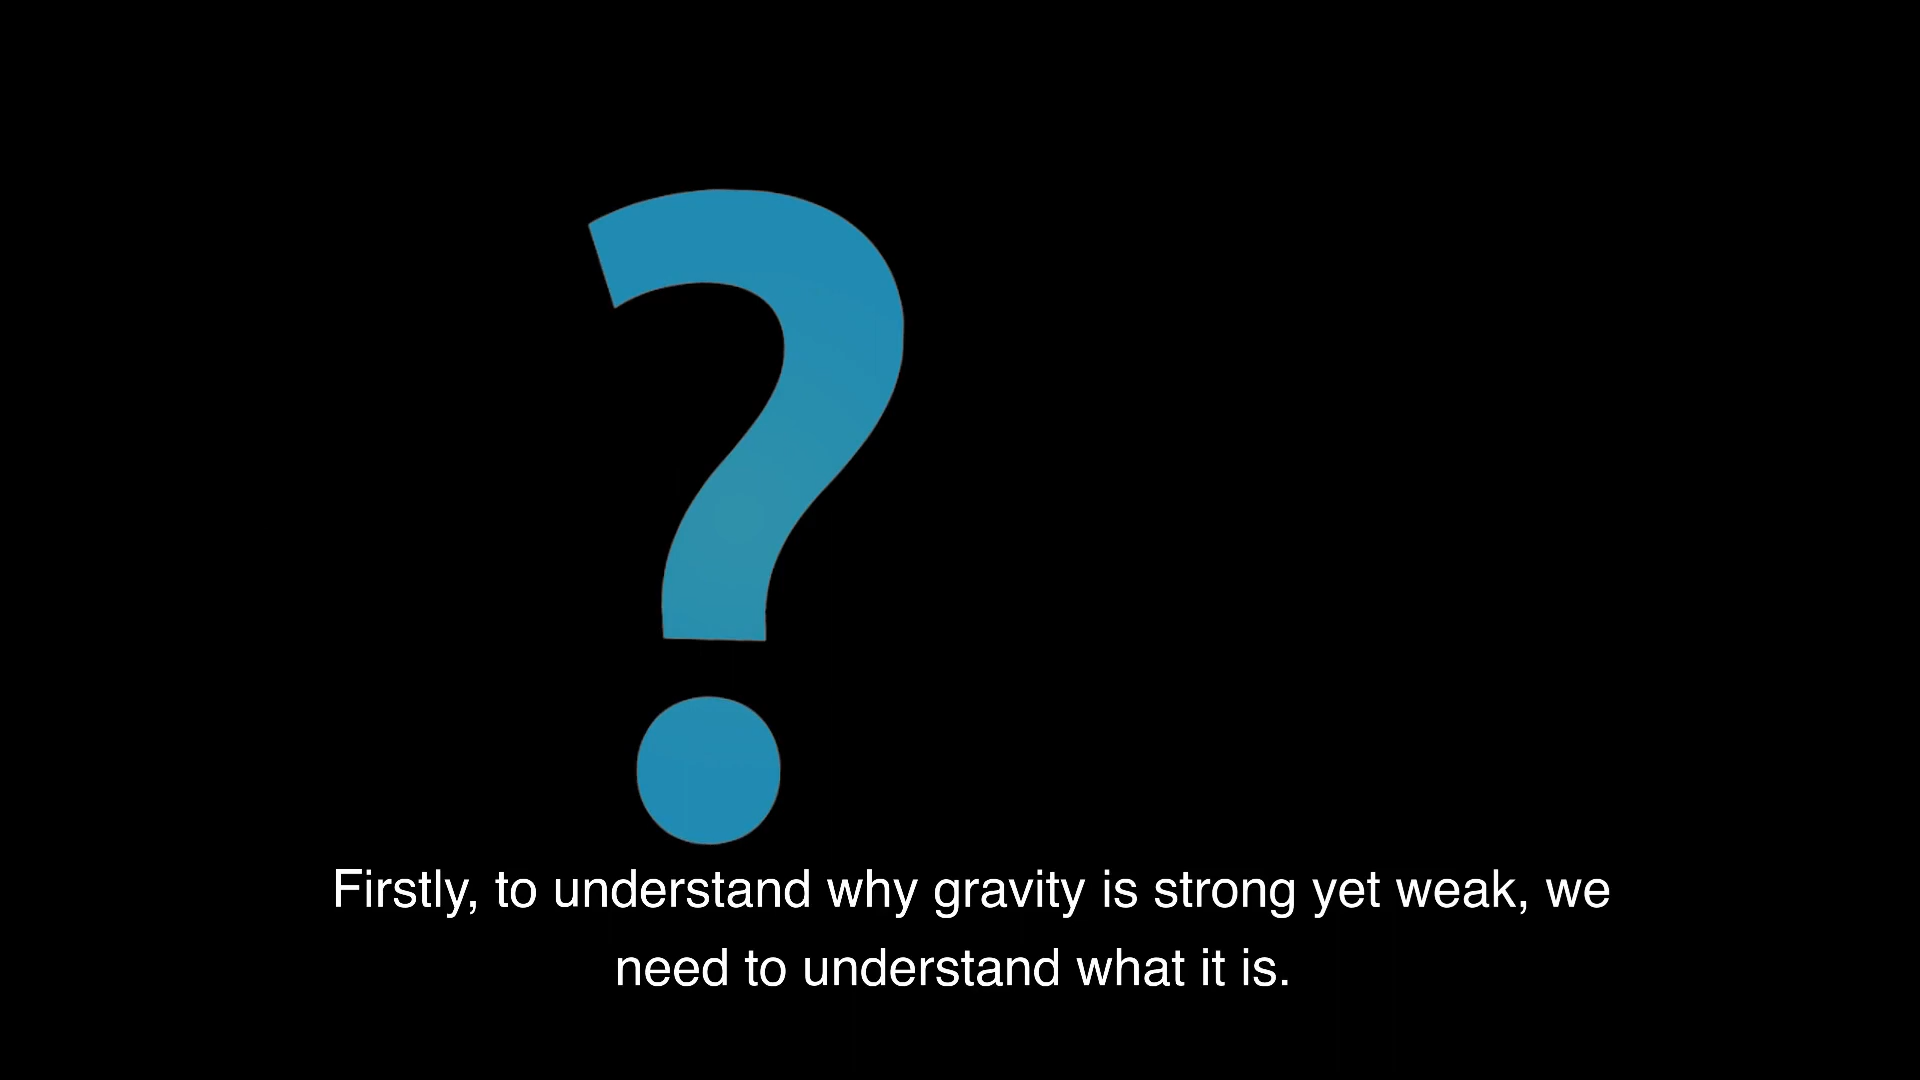 ?
Firstly, to understand why gravity is strong yet weak, we
need to understand what it is.